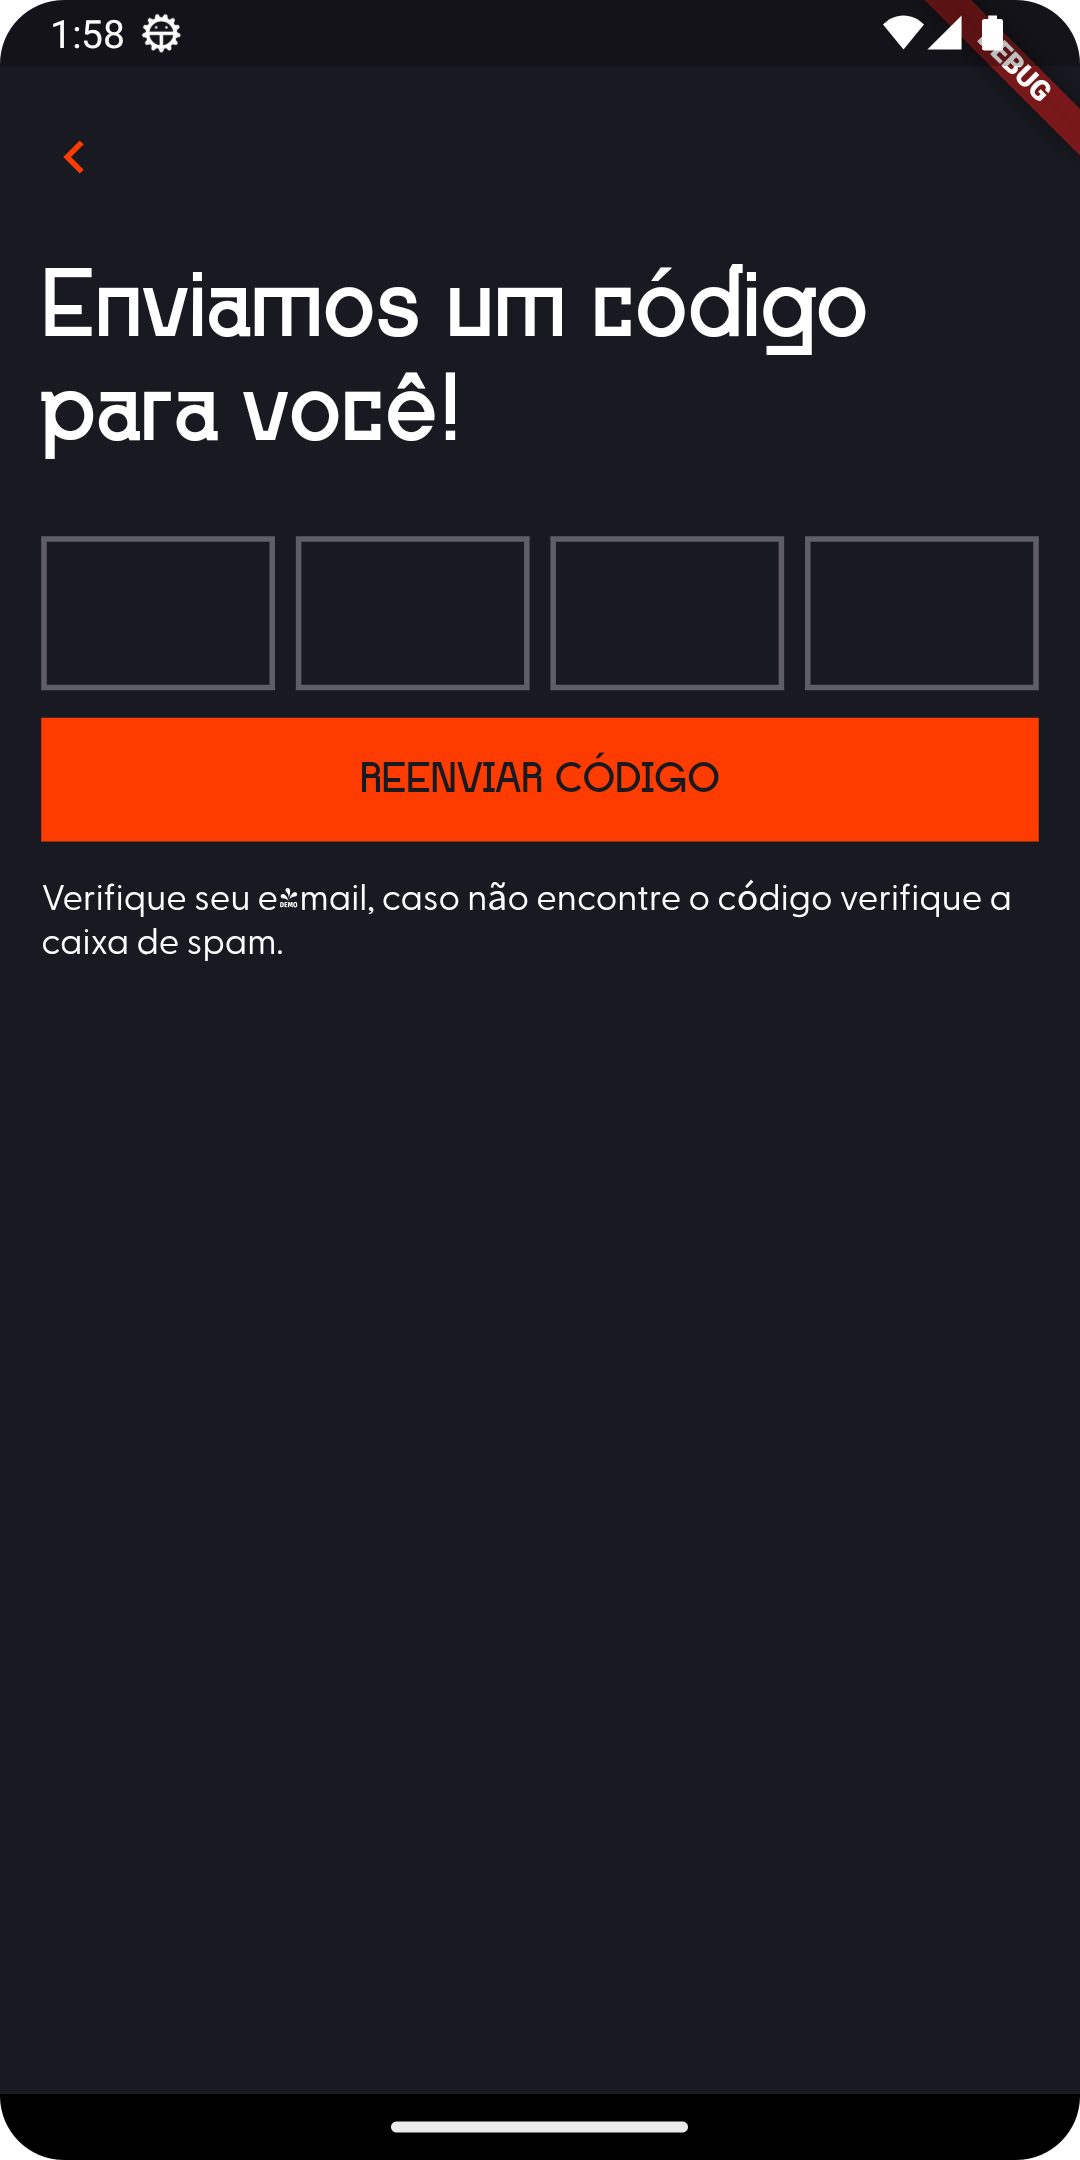 1:58
DEBUG
Enviamos um código
para você!
REENVIAR CÓDIGO
Verifique seu e-mail, caso não encontre o código verifique a
caixa de spam.